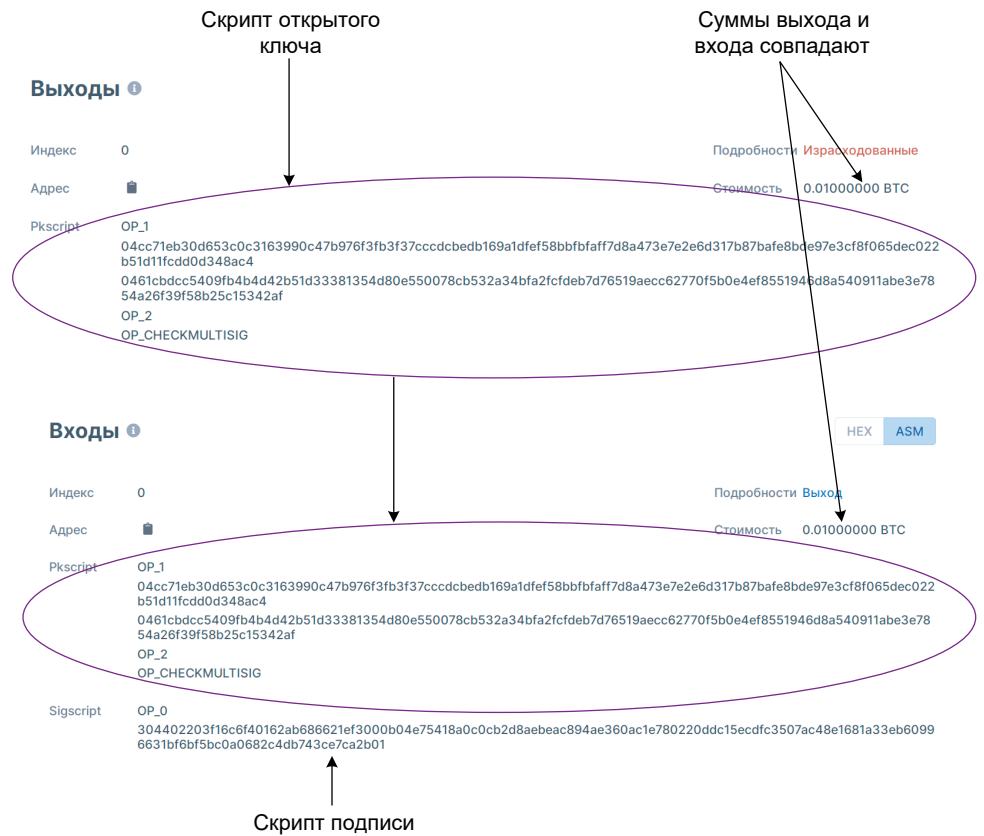 Скрипт открытого
ключа
Суммы выхода и
входа совпадают
Выходы
Индекс 0 Подробности Израсходованные
Адрес Стоимость 0.01000000 BTC
Pkscript OP_1
04cc71eb30d653c0c3163990c47b976f3fb3f37cccdcbedb169a1dfef58bbfbfaff7d8a473e7e2e6d317b87bafe8bde97e3cf8f065dec022
b51d11fcdd0d348ac4
0461cbdcc5409fb4b4d42b51d33381354d80e550078cb532a34bfa2fcfdeb7d76519aecc62770f5b0e4ef8551946d8a540911abe3e78
54a26f39f58b25c15342af
OP_2
OP_CHECKMULTISIG
Входы HEX ASM
Индекс 0 Подробности Выход
Адрес Стоимость 0.01000000 BTC
Pkscript OP_1
04cc71eb30d653c0c3163990c47b976f3fb3f37cccdcbedb169a1dfef58bbfbfaff7d8a473e7e2e6d317b87bafe8bde97e3cf8f065dec022
b51d11fcdd0d348ac4
0461cbdcc5409fb4b4d42b51d33381354d80e550078cb532a34bfa2fcfdeb7d76519aecc62770f5b0e4ef8551946d8a540911abe3e78
54a26f39f58b25c15342af
OP_2
OP_CHECKMULTISIG
Sigscript OP_0
304402203f16c6f40162ab686621ef3000b04e75418a0c0cb2d8aebeac894ae360ac1e780220ddc15ecdfc3507ac48e1681a33eb6099
6631bf6bf5bc0a0682c4db743ce7ca2b01
Скрипт подписи